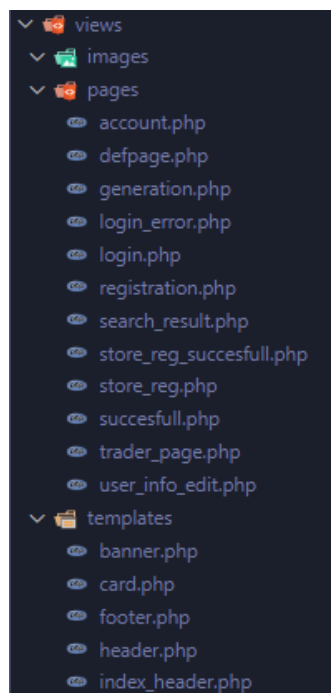 views
images
pages
account.php
defpage.php
generation.php
login_error.php
login.php
registration.php
search_result.php
store_reg_succesfull.php
store_reg.php
succesfull.php
trader_page.php
user_info_edit.php
templates
banner.php
card.php
footer.php
header.php
index_header.php